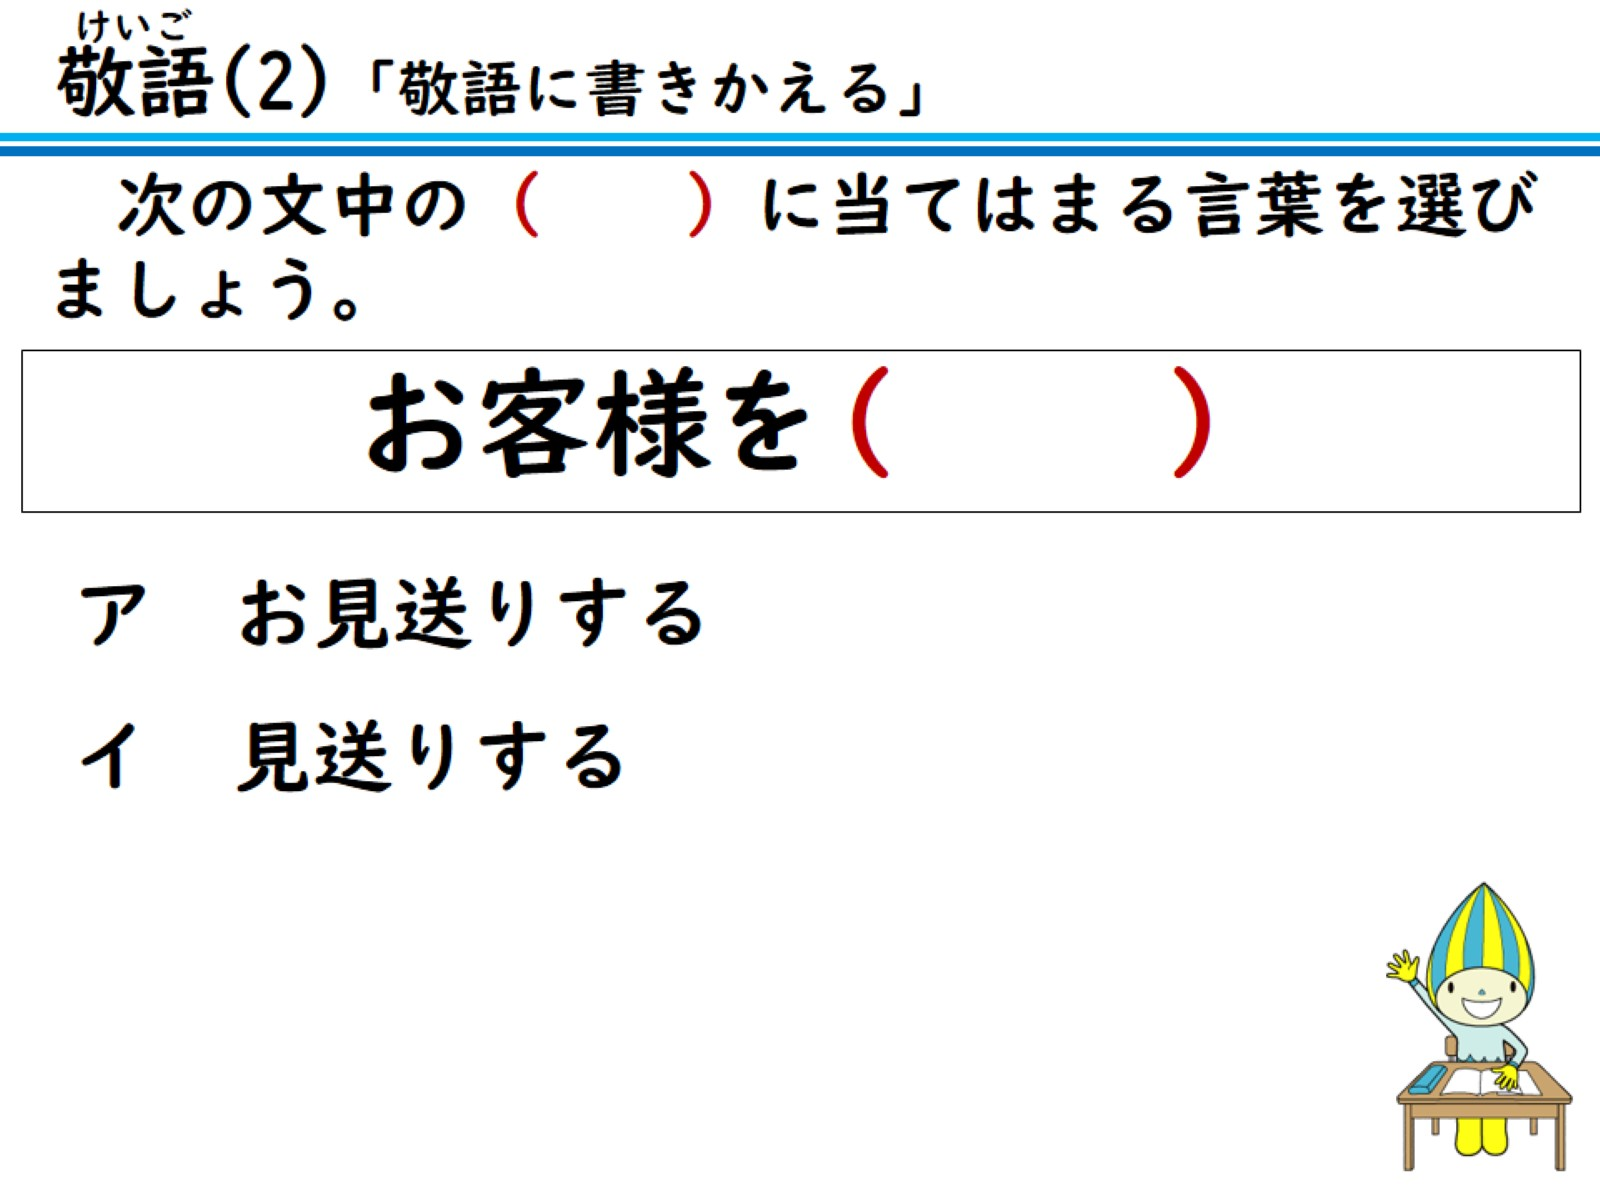 けいご
敬語(2)「敬語に書きかえる」
次の文中の(　　)に当てはまる言葉を選び
ましょう。
お客様を(　　)
ア　お見送りする
イ　見送りする